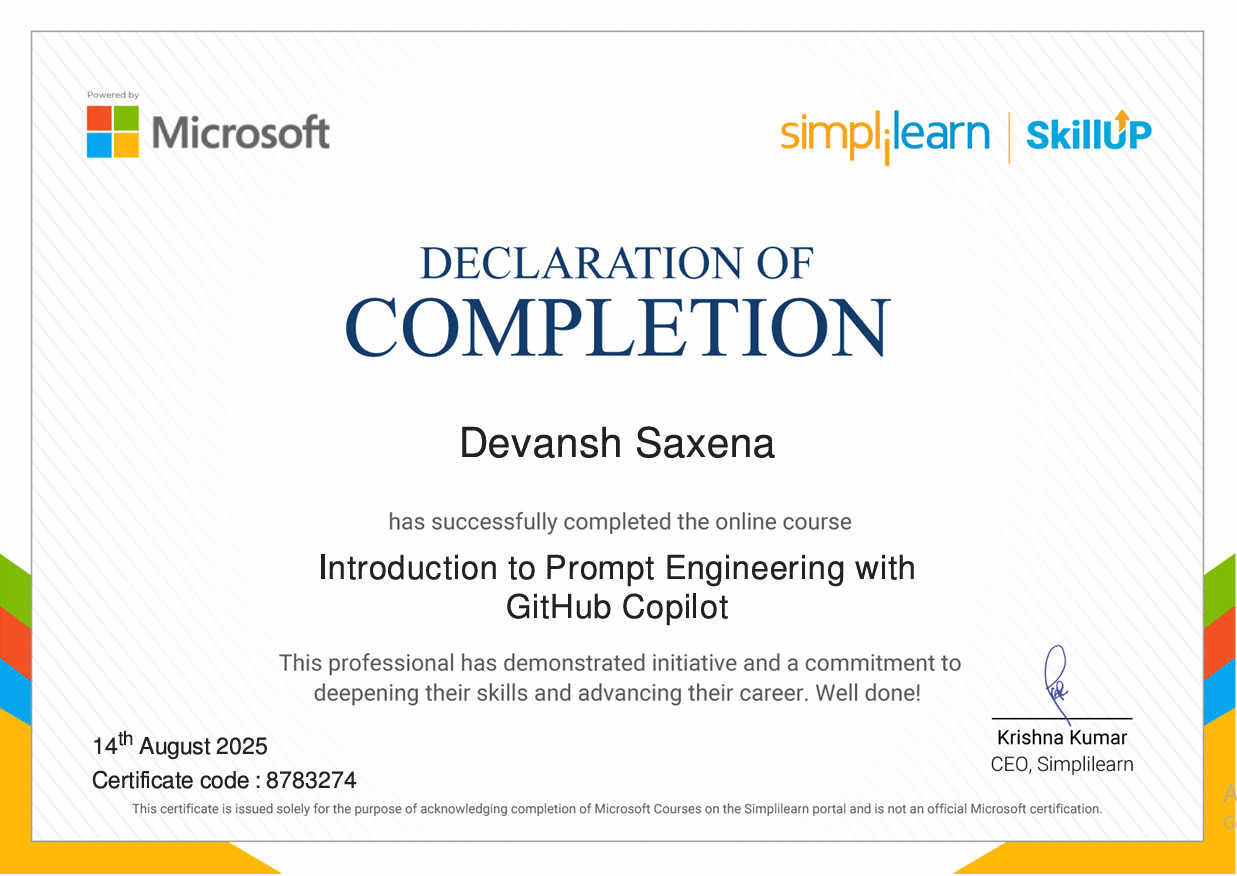 Powered by
Microsoft
simplilearn | SkillUP
DECLARATION OF
COMPLETION
Devansh Saxena
has successfully completed the online course
Introduction to Prompt Engineering with
GitHub Copilot
This professional has demonstrated initiative and a commitment to
deepening their skills and advancing their career. Well done!
14th August 2025
Certificate code : 8783274
Krishna Kumar
CEO, Simplilearn
This certificate is issued solely for the purpose of acknowledging completion of Microsoft Courses on the Simplilearn portal and is not an official Microsoft certification.